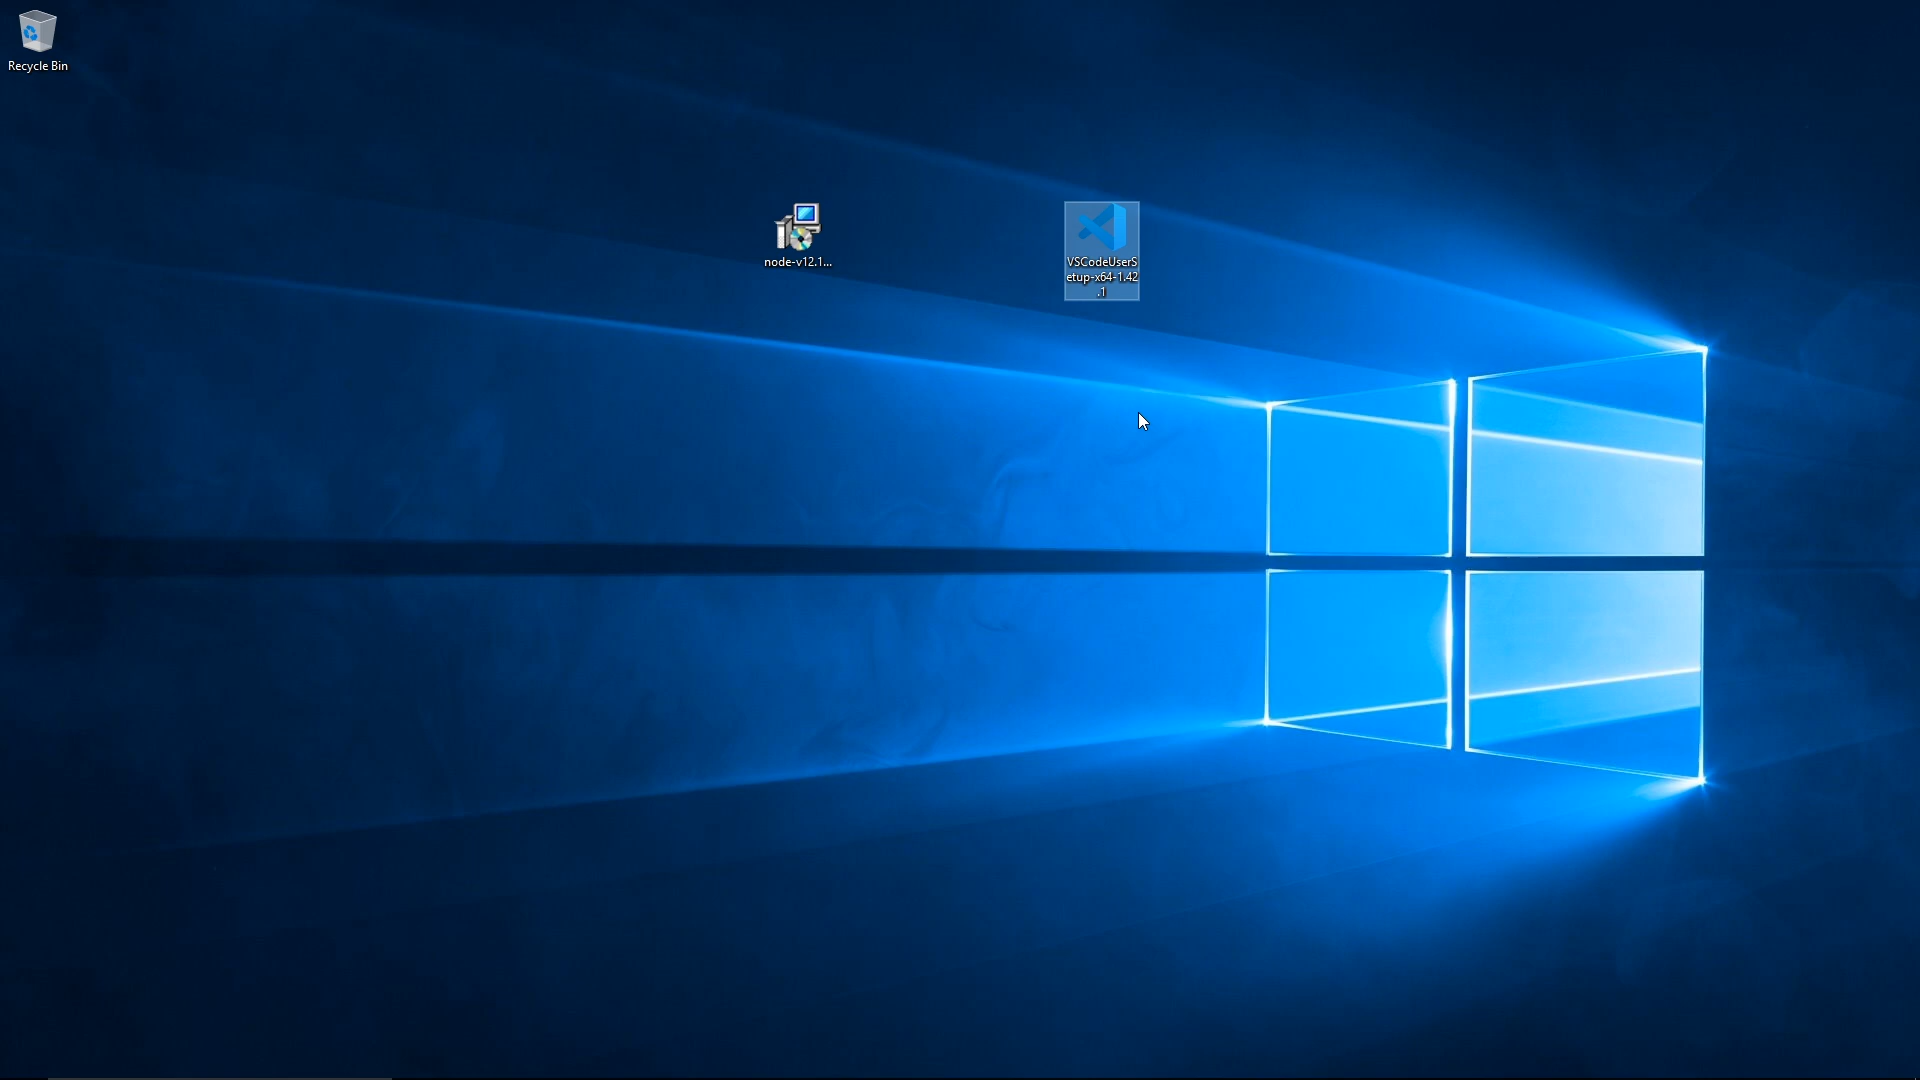 Recycle Bin
node-v12.1...
VSCodeUserS
etup-x64-1.42
.1